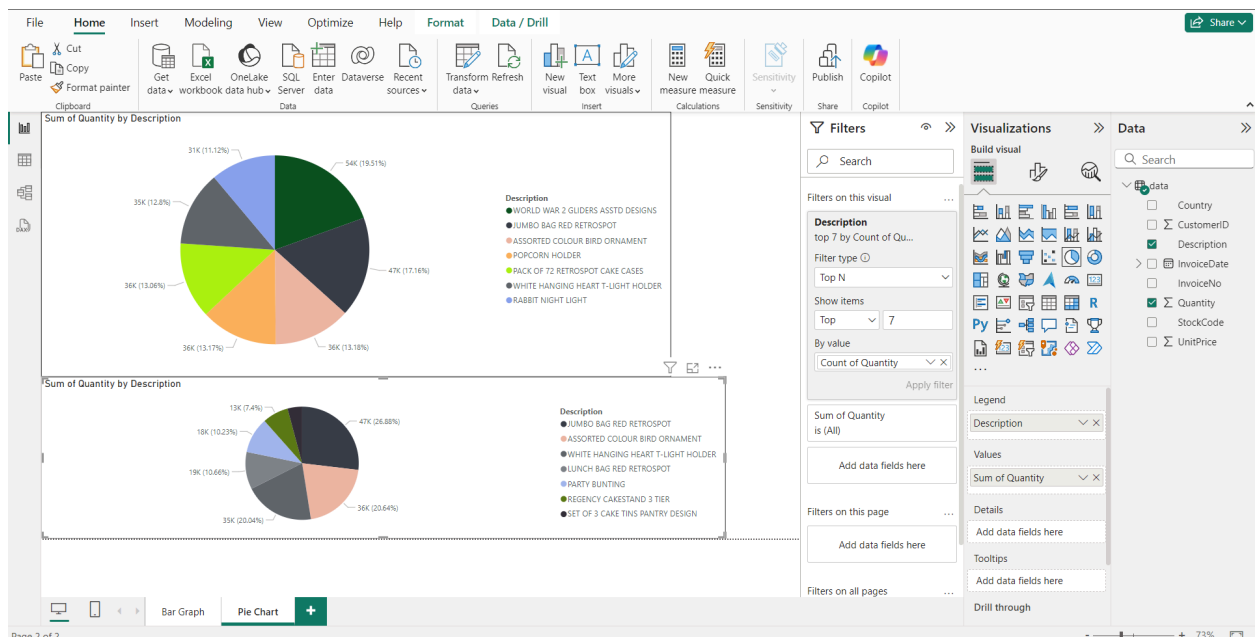 File Home Insert Modeling View Optimize Help Format Data / Drill Share
Cut
Copy
Format painter
Paste
Get data
Excel workbook
OneLake data hub
SQL Server
Enter data
Dataverse
Recent sources
Transform data
Refresh
New visual
Text box
More visuals
New measure
Quick measure
Sensitivity
Publish
Copilot
Clipboard Data Queries Insert Calculations Sensitivity Share Copilot
Sum of Quantity by Description
31K (11.12%)
54K (19.51%)
35K (12.8%)
47K (17.16%)
36K (13.06%)
36K (13.17%)
36K (13.18%)
Description
WORLD WAR 2 GLIDERS ASSTD DESIGNS
JUMBO BAG RED RETROSPOT
ASSORTED COLOUR BIRD ORNAMENT
POPCORN HOLDER
PACK OF 72 RETROSPOT CAKE CASES
WHITE HANGING HEART T-LIGHT HOLDER
RABBIT NIGHT LIGHT
Sum of Quantity by Description
13K (7.4%)
47K (26.88%)
18K (10.23%)
19K (10.66%)
35K (20.04%)
36K (20.64%)
Description
JUMBO BAG RED RETROSPOT
ASSORTED COLOUR BIRD ORNAMENT
WHITE HANGING HEART T-LIGHT HOLDER
LUNCH BAG RED RETROSPOT
PARTY BUNTING
REGENCY CAKESTAND 3 TIER
SET OF 3 CAKE TINS PANTRY DESIGN
Filters
Search
Filters on this visual ...
Description
top 7 by Count of Qu...
Filter type
Top N
Show items
Top 7
By value
Count of Quantity
Apply filter
Sum of Quantity
is (All)
Add data fields here
Filters on this page ...
Add data fields here
Filters on all pages ...
Visualizations
Build visual
123
R
Py
...
Legend
Description
Values
Sum of Quantity
Details
Add data fields here
Tooltips
Add data fields here
Drill through
Data
Search
data
Country
CustomerID
Description
InvoiceDate
InvoiceNo
Quantity
StockCode
UnitPrice
Bar Graph Pie Chart +
Page 2 of 2
- + 73%